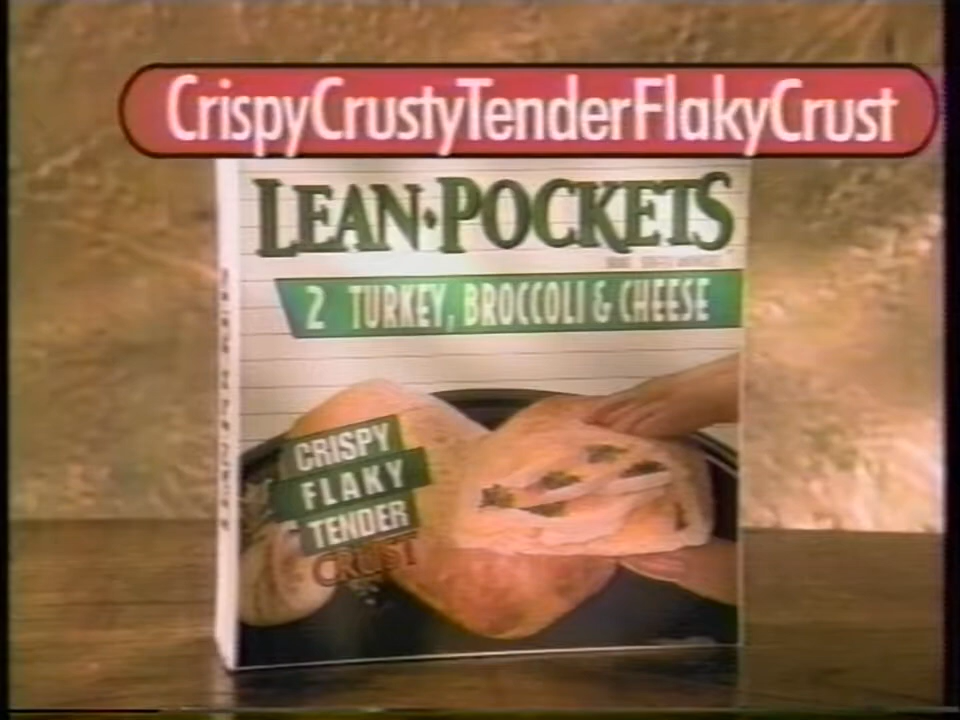 CrispyCrustyTenderFlakyCrust
LEAN·POCKETS
2 TURKEY, BROCCOLI & CHEESE
CRISPY
FLAKY
TENDER
CRUST